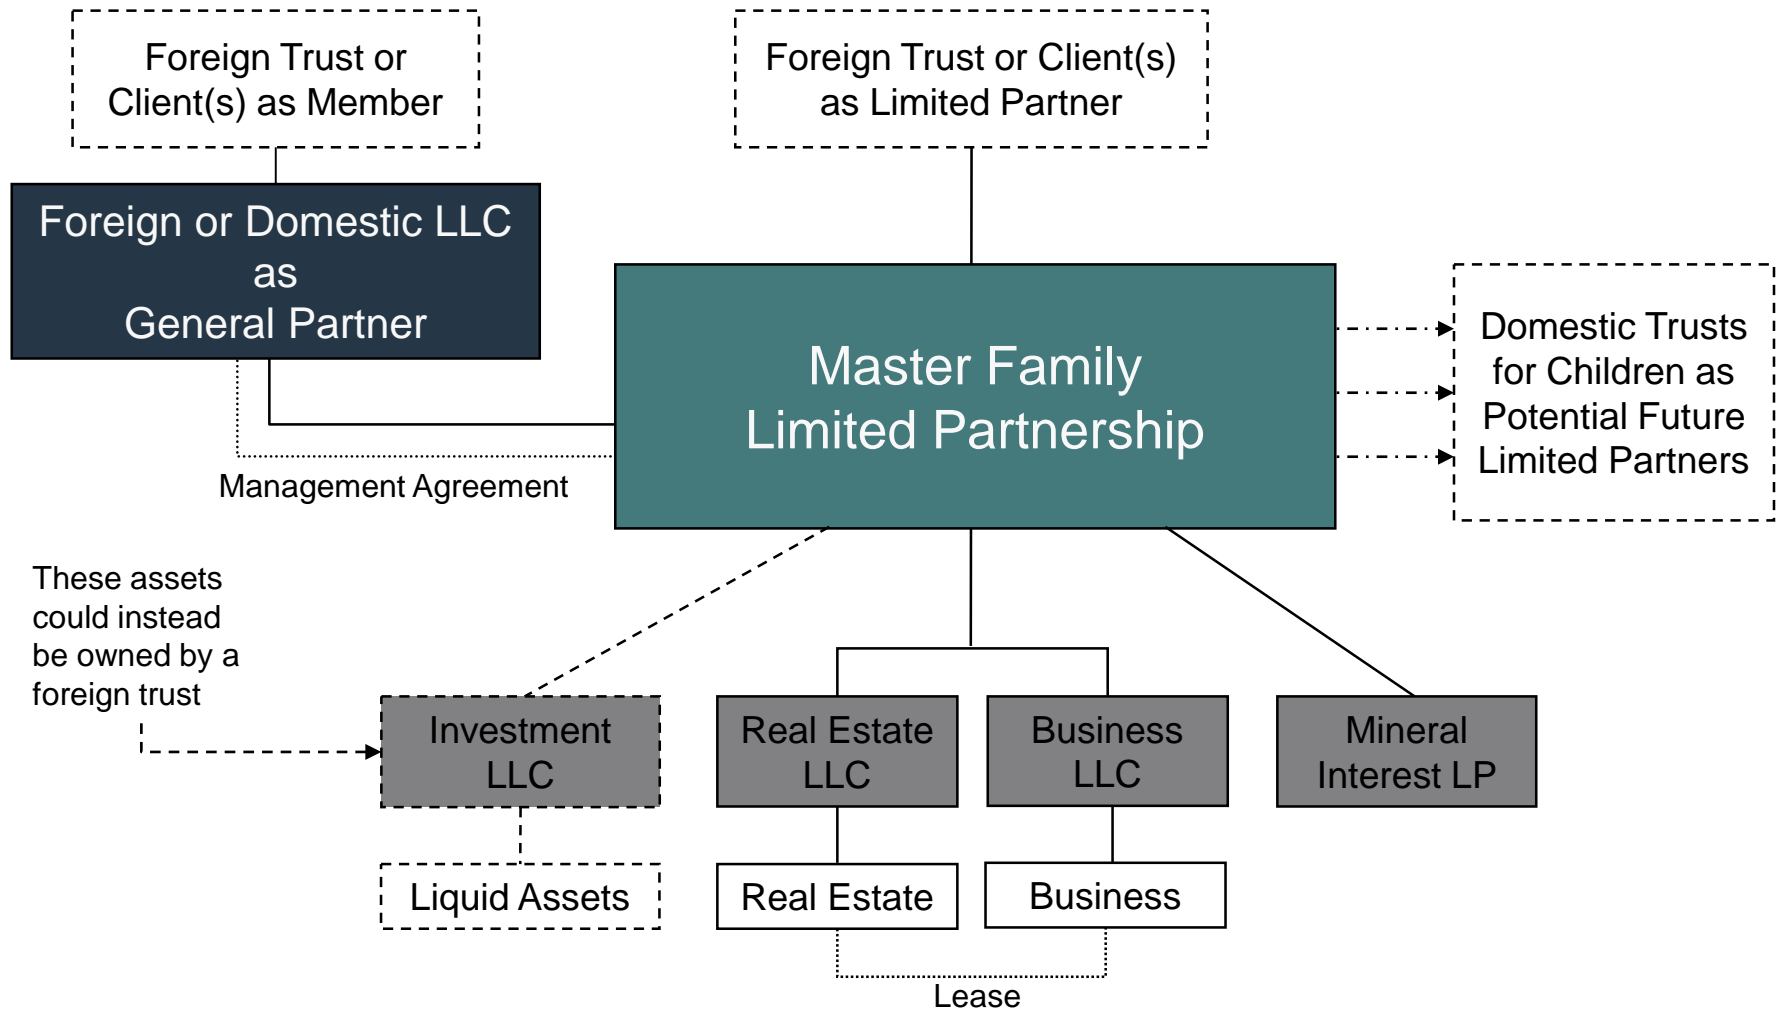 Foreign Trust or
Client(s) as Member
Foreign Trust or Client(s)
as Limited Partner
Foreign or Domestic LLC
as
General Partner
Master Family
Limited Partnership
Domestic Trusts
for Children as
Potential Future
Limited Partners
Management Agreement
These assets
could instead
be owned by a
foreign trust
Investment
LLC
Real Estate
LLC
Business
LLC
Mineral
Interest LP
Liquid Assets
Real Estate
Business
Lease